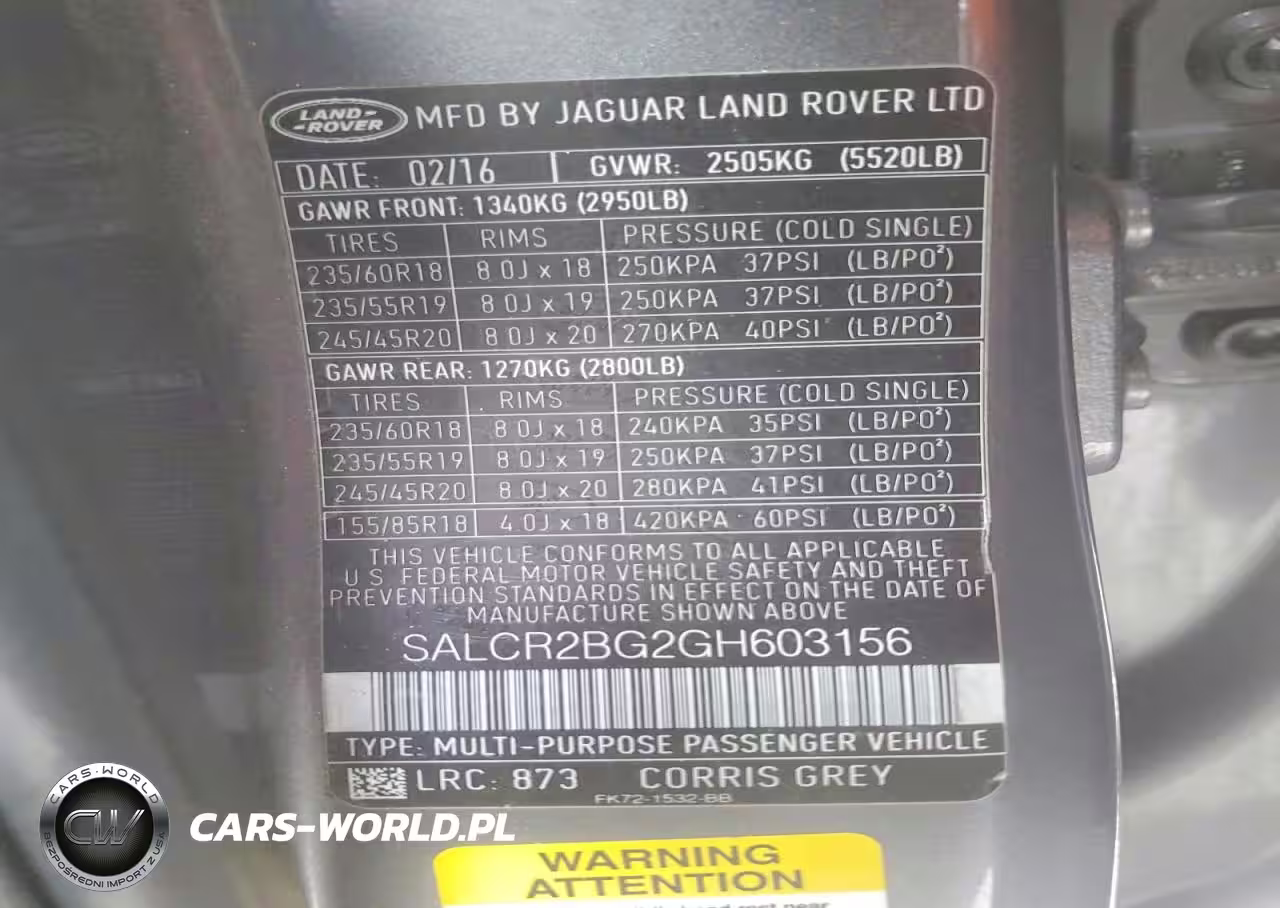 LAND-
-ROVER
MFD BY JAGUAR LAND ROVER LTD
DATE: 02/16 GVWR: 2505KG (5520LB)
GAWR FRONT: 1340KG (2950LB)
TIRES RIMS PRESSURE (COLD SINGLE)
235/60R18 8.0J x 18 250KPA 37PSI (LB/PO²)
235/55R19 8.0J x 19 250KPA 37PSI (LB/PO²)
245/45R20 8.0J x 20 270KPA 40PSI (LB/PO²)
GAWR REAR: 1270KG (2800LB)
TIRES RIMS PRESSURE (COLD SINGLE)
235/60R18 8.0J x 18 240KPA 35PSI (LB/PO²)
235/55R19 8.0J x 19 250KPA 37PSI (LB/PO²)
245/45R20 8.0J x 20 280KPA 41PSI (LB/PO²)
155/85R18 4.0J x 18 420KPA 60PSI (LB/PO²)
THIS VEHICLE CONFORMS TO ALL APPLICABLE
U.S. FEDERAL MOTOR VEHICLE SAFETY AND THEFT
PREVENTION STANDARDS IN EFFECT ON THE DATE OF
MANUFACTURE SHOWN ABOVE
SALCR2BG2GH603156
TYPE: MULTI-PURPOSE PASSENGER VEHICLE
LRC: 873 CORRIS GREY
FK72-1532-BB
CARS-WORLD
CW
BEZPOŚREDNI IMPORT Z USA
CARS-WORLD.PL
WARNING
ATTENTION